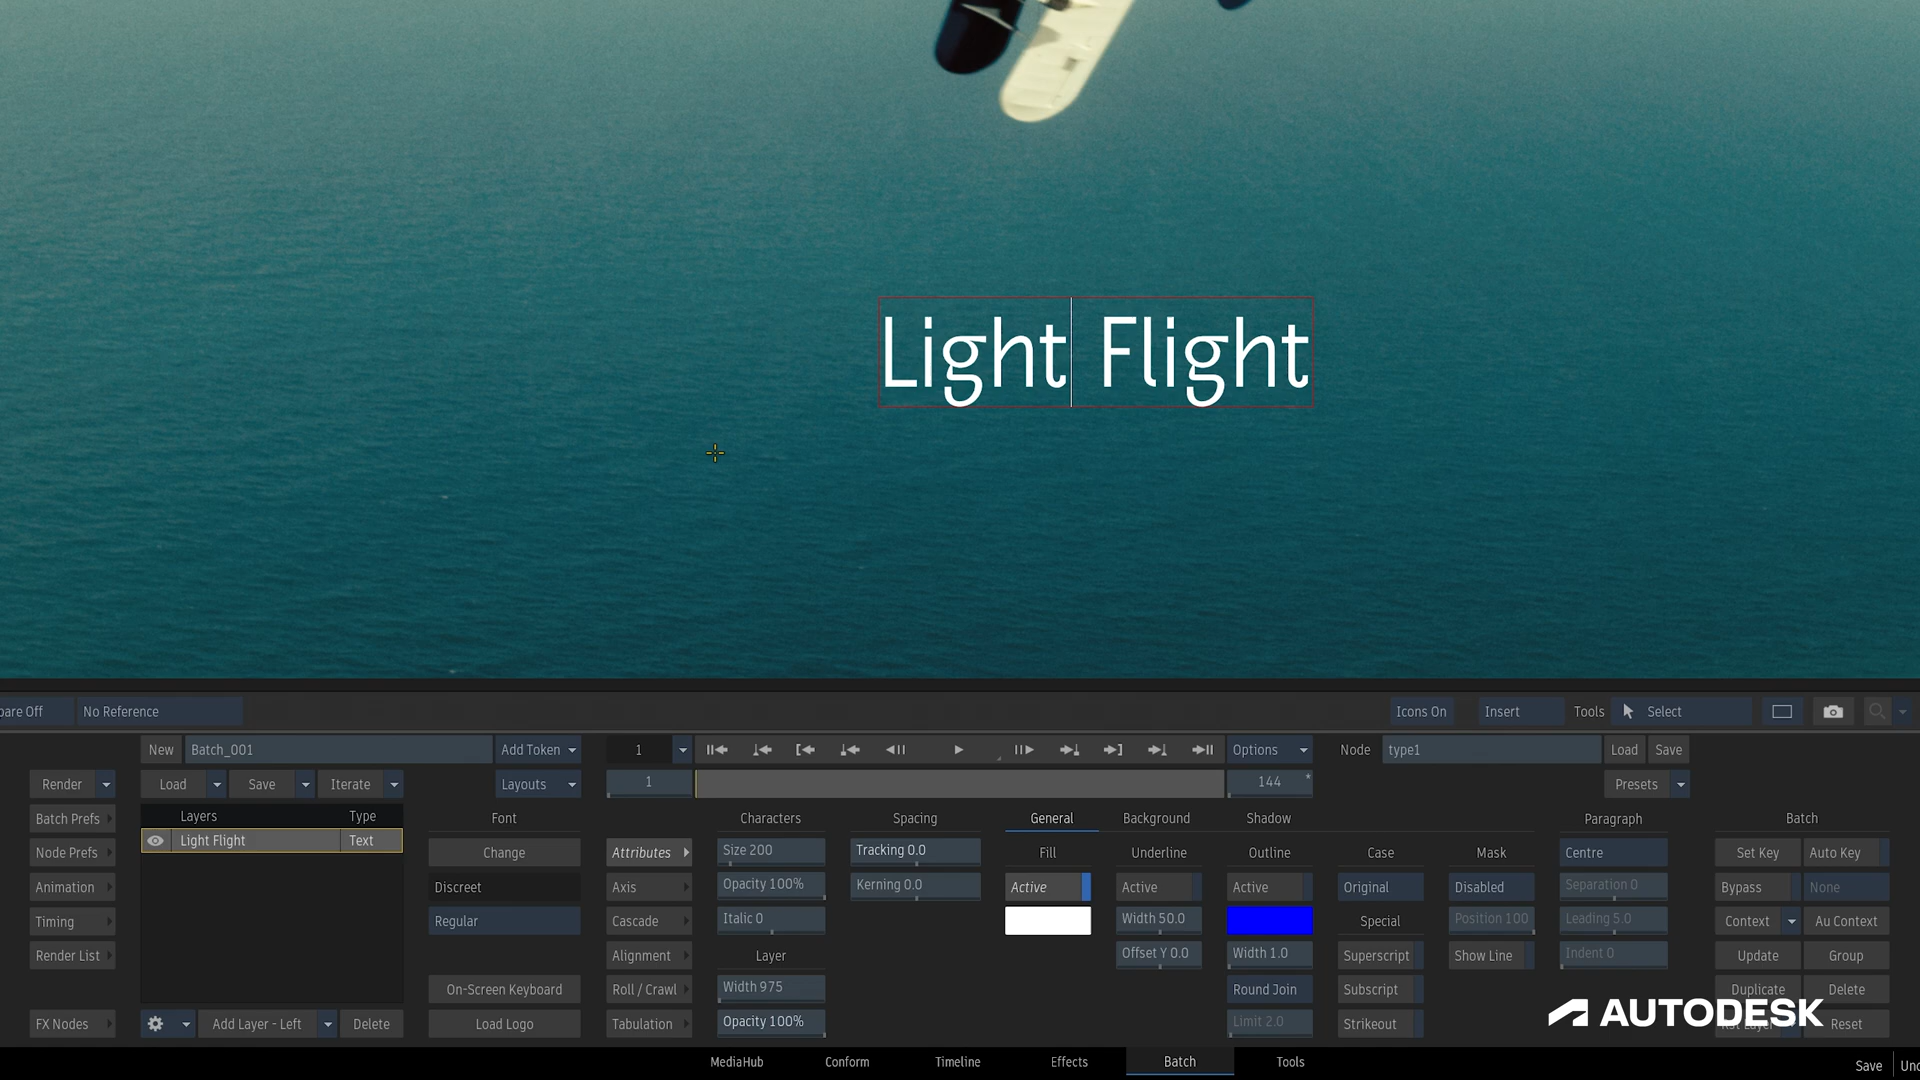 Light Flight
pare Off
No Reference
Icons On
Insert
Tools
Select
New
Batch_001
Add Token
1
Options
Node
type1
Load
Save
Render
Load
Save
Iterate
Layouts
1
144 *
Presets
Batch Prefs
Node Prefs
Animation
Timing
Render List
FX Nodes
Layers Type
Light Flight Text
Add Layer - Left
Delete
Font
Change
Discreet
Regular
On-Screen Keyboard
Load Logo
Attributes
Axis
Cascade
Alignment
Roll / Crawl
Tabulation
Characters
Size 200
Opacity 100%
Italic 0
Layer
Width 975
Opacity 100%
Spacing
Tracking 0.0
Kerning 0.0
General
Fill
Active
Background
Underline
Active
Width 50.0
Offset Y 0.0
Shadow
Outline
Active
Width 1.0
Round Join
Limit 2.0
Case
Original
Special
Superscript
Subscript
Strikeout
Mask
Disabled
Position 100
Show Line
Paragraph
Centre
Separation 0
Leading 5.0
Indent 0
Batch
Set Key
Auto Key
Bypass
None
Context
Au Context
Update
Group
Duplicate
Delete
Reset
AUTODESK
MediaHub
Conform
Timeline
Effects
Batch
Tools
Save